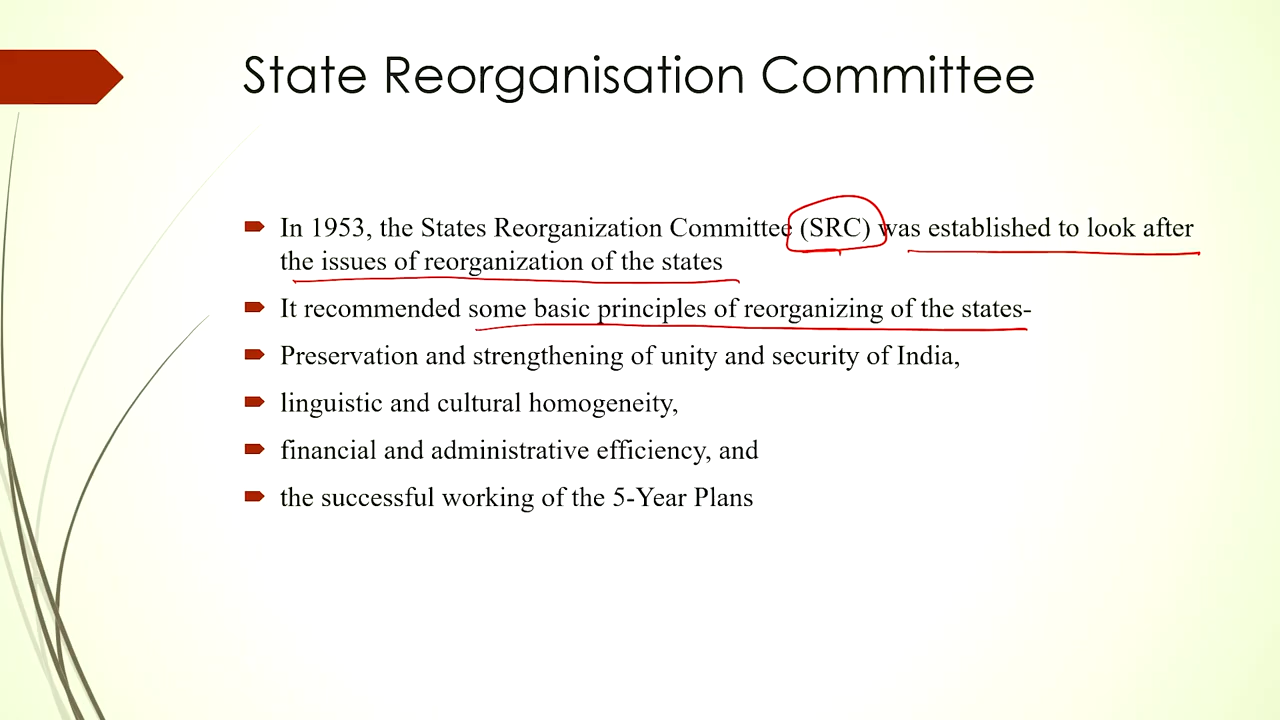 State Reorganisation Committee
In 1953, the States Reorganization Committee (SRC) was established to look after
the issues of reorganization of the states
It recommended some basic principles of reorganizing of the states-
Preservation and strengthening of unity and security of India,
linguistic and cultural homogeneity,
financial and administrative efficiency, and
the successful working of the 5-Year Plans